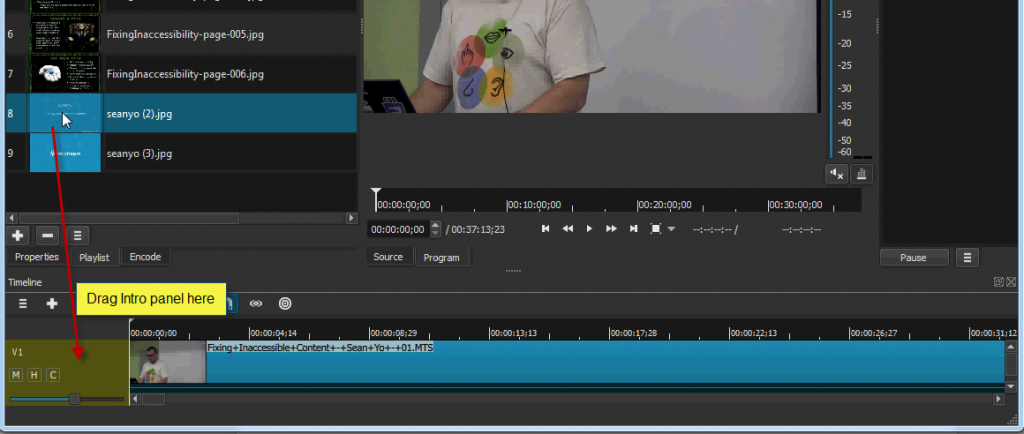 6 FixingInaccessibility-page-005.jpg
7 FixingInaccessibility-page-006.jpg
8 seanyo (2).jpg
9 seanyo (3).jpg
-15
-20
-25
-30
-35
-40
-50
-60
00:00:00;00 00:10:00;00 00:20:00;00 00:30:00;00
00:00:00;00 / 00:37:13;23 --:--:--:-- / --:--:--:--
Properties Playlist Encode
Source Program
Pause
Timeline
Drag Intro panel here
00:00:00;00 00:00:04;14 00:00:08;29 00:00:13;13 00:00:17;28 00:00:22;13 00:00:26;27 00:00:31;12
V1
Fixing+Inaccessible+Content+-+Sean+Yo+-+01.MTS
M H C